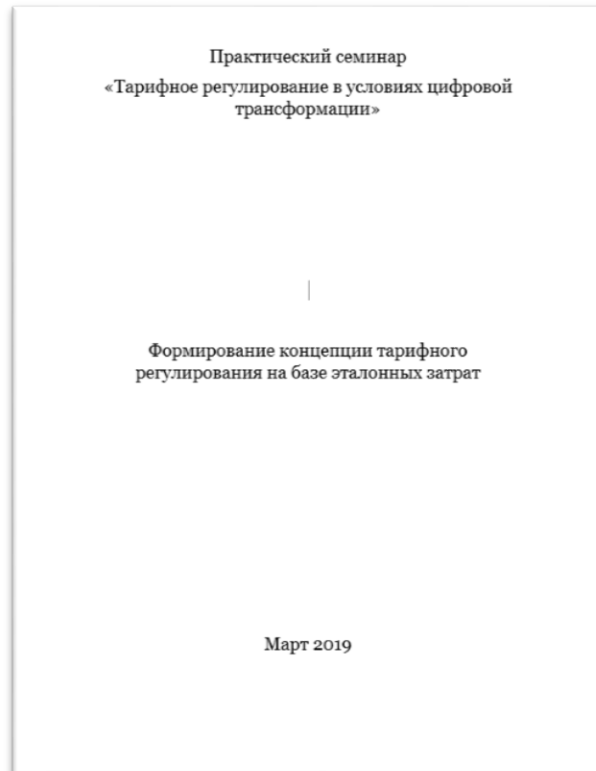 Практический семинар
«Тарифное регулирование в условиях цифровой
трансформации»
Формирование концепции тарифного
регулирования на базе эталонных затрат
Март 2019